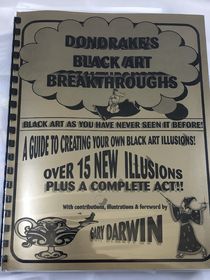 DONDRAKE'S
BLACK ART
BREAKTHROUGHS
BLACK ART AS YOU HAVE NEVER SEEN IT BEFORE!
A GUIDE TO CREATING YOUR OWN BLACK ART ILLUSIONS!
OVER 15 NEW ILLUSIONS
PLUS A COMPLETE ACT!!
With contributions, illustrations & foreword by
GARY DARWIN